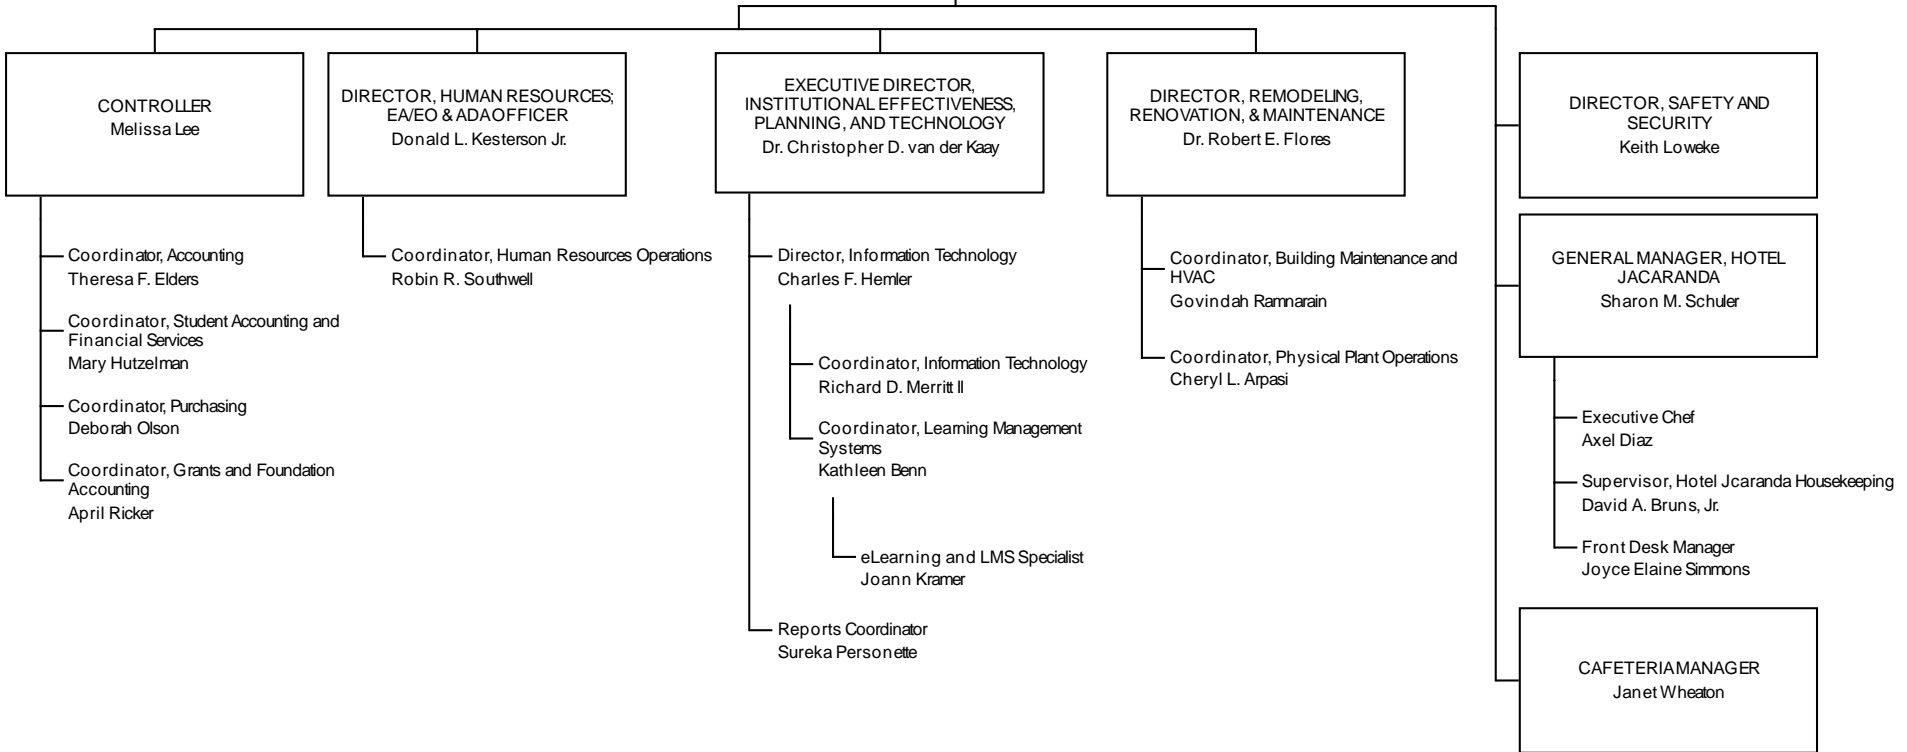 CONTROLLER
Melissa Lee
Coordinator, Accounting
Theresa F. Elders
Coordinator, Student Accounting and
Financial Services
Mary Hutzelman
Coordinator, Purchasing
Deborah Olson
Coordinator, Grants and Foundation
Accounting
April Ricker
DIRECTOR, HUMAN RESOURCES;
EA/EO & ADA OFFICER
Donald L. Kesterson Jr.
Coordinator, Human Resources Operations
Robin R. Southwell
EXECUTIVE DIRECTOR,
INSTITUTIONAL EFFECTIVENESS,
PLANNING, AND TECHNOLOGY
Dr. Christopher D. van der Kaay
Director, Information Technology
Charles F. Hemler
Coordinator, Information Technology
Richard D. Merritt II
Coordinator, Learning Management
Systems
Kathleen Benn
eLearning and LMS Specialist
Joann Kramer
Reports Coordinator
Sureka Personette
DIRECTOR, REMODELING,
RENOVATION, & MAINTENANCE
Dr. Robert E. Flores
Coordinator, Building Maintenance and
HVAC
Govindah Ramnarain
Coordinator, Physical Plant Operations
Cheryl L. Arpasi
DIRECTOR, SAFETY AND
SECURITY
Keith Loweke
GENERAL MANAGER, HOTEL
JACARANDA
Sharon M. Schuler
Executive Chef
Axel Diaz
Supervisor, Hotel Jcaranda Housekeeping
David A. Bruns, Jr.
Front Desk Manager
Joyce Elaine Simmons
CAFETERIA MANAGER
Janet Wheaton